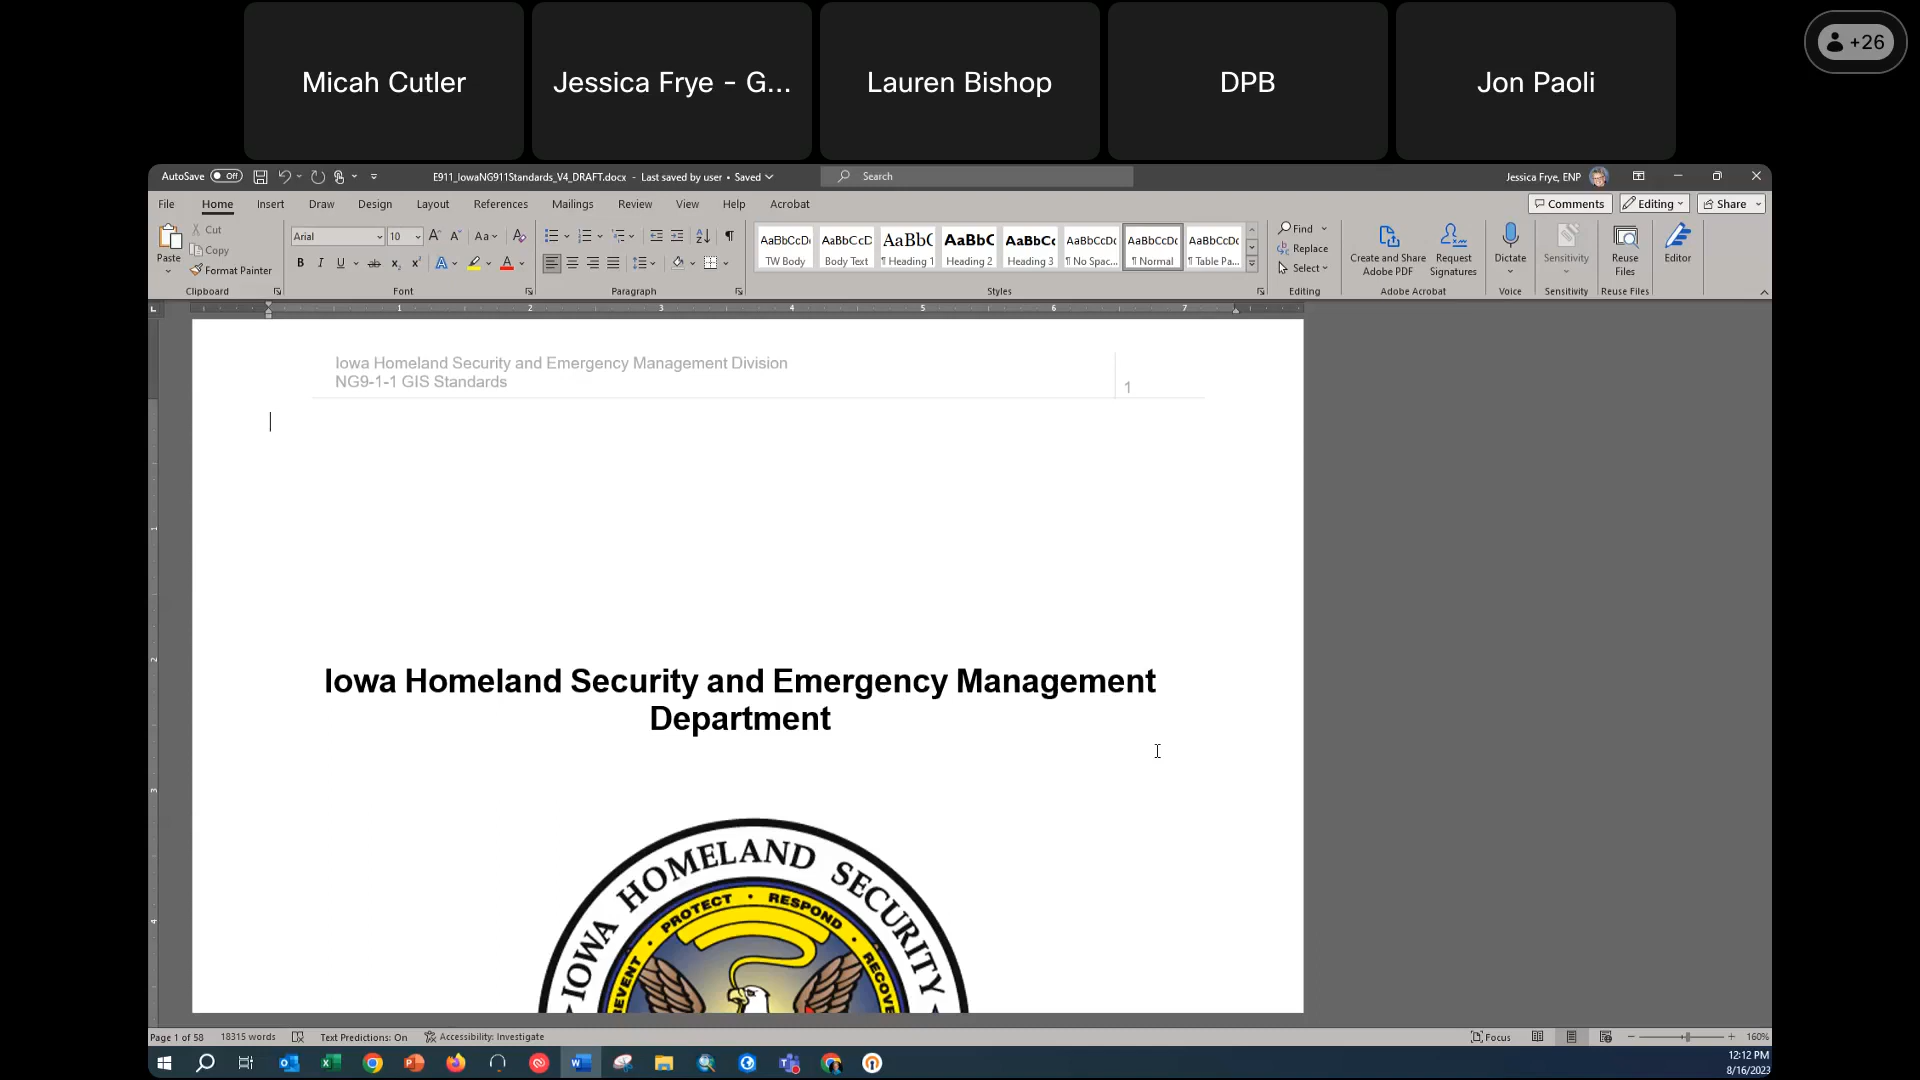 Micah Cutler
Jessica Frye - G...
Lauren Bishop
DPB
Jon Paoli
+26
AutoSave Off
E911_IowaNG911Standards_V4_DRAFT.docx - Last saved by user • Saved
Search
Jessica Frye, ENP
File Home Insert Draw Design Layout References Mailings Review View Help Acrobat
Comments Editing Share
Paste
Cut
Copy
Format Painter
Clipboard
Arial 10
Font
Paragraph
AaBbCcDc AaBbCcD AaBbC AaBbC AaBbCc AaBbCcDc AaBbCcDc AaBbCcDc
TW Body Body Text ¶ Heading 1 Heading 2 Heading 3 ¶ No Spac... ¶ Normal ¶ Table Pa...
Styles
Find
Replace
Select
Editing
Create and Share Adobe PDF
Request Signatures
Adobe Acrobat
Dictate
Voice
Sensitivity
Sensitivity
Reuse Files
Reuse Files
Editor
1 2 3 4 5 6 7
Iowa Homeland Security and Emergency Management Division
NG9-1-1 GIS Standards
1
Iowa Homeland Security and Emergency Management
Department
IOWA HOMELAND SECURITY
PROTECT • RESPOND
Page 1 of 58 18315 words Text Predictions: On Accessibility: Investigate
Focus
160%
12:12 PM
8/16/2023